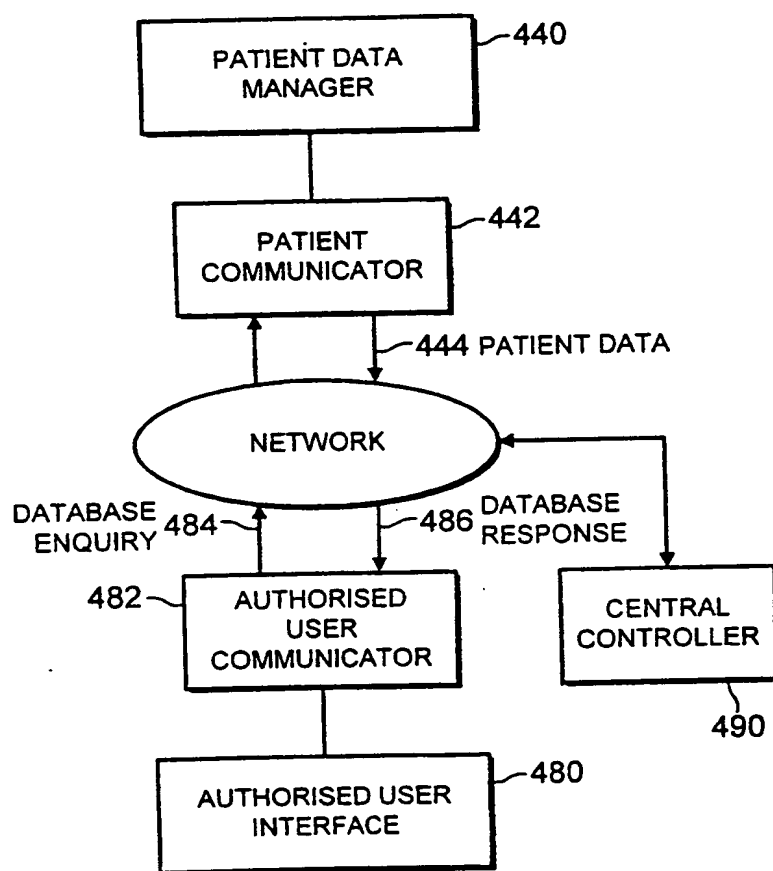 440
PATIENT DATA
MANAGER
442
PATIENT
COMMUNICATOR
444 PATIENT DATA
NETWORK
DATABASE
ENQUIRY 484
486 DATABASE
RESPONSE
482
AUTHORISED
USER
COMMUNICATOR
CENTRAL
CONTROLLER
490
480
AUTHORISED USER
INTERFACE